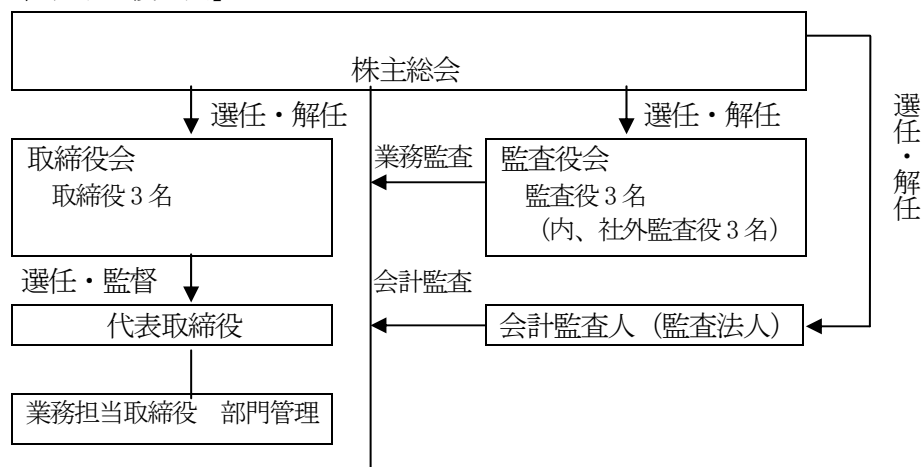 株主総会
選任・解任
選任・解任
選任・解任
取締役会
取締役3名
業務監査
監査役会
監査役3名
（内、社外監査役3名）
選任・監督
会計監査
代表取締役
会計監査人（監査法人）
業務担当取締役　部門管理